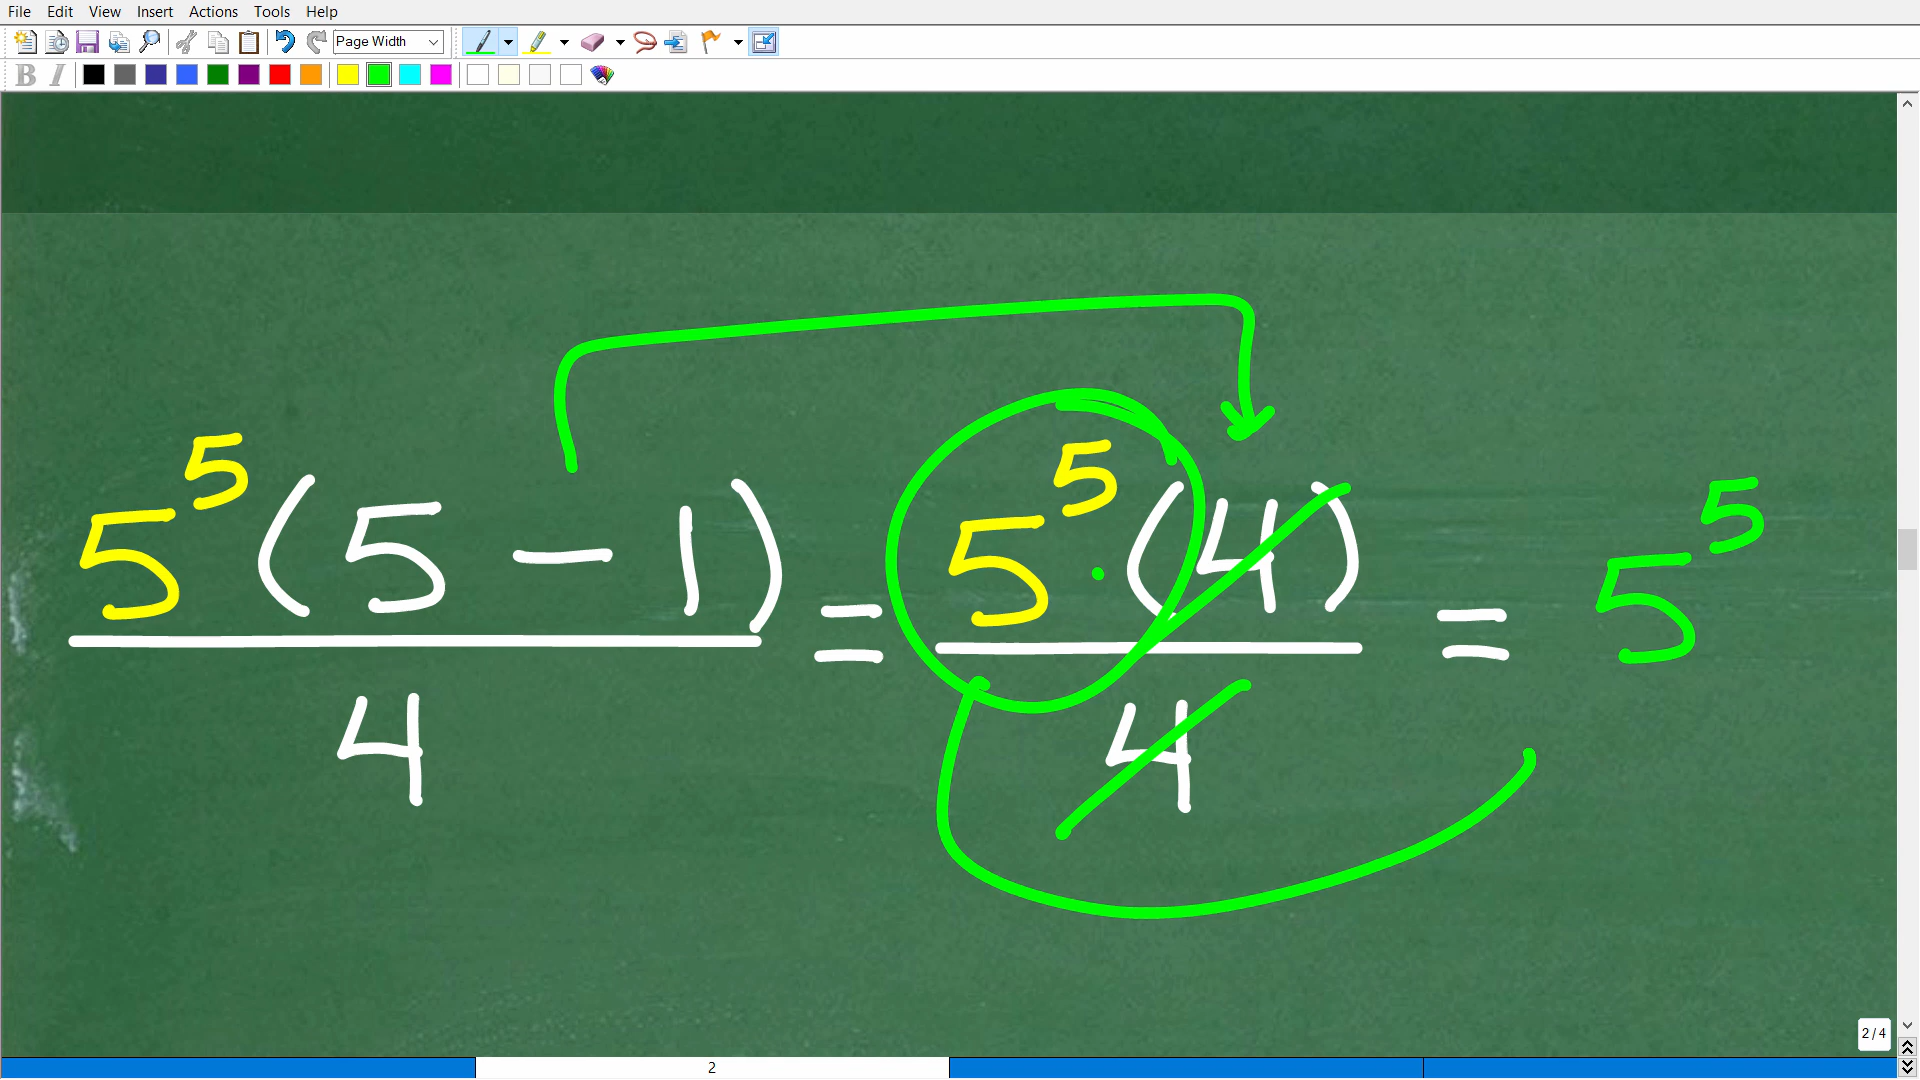 File Edit View Insert Actions Tools Help
Page Width
B I
5⁵(5 − 1)/4 = 5⁵ · (4)/4 = 5⁵
2 / 4
2